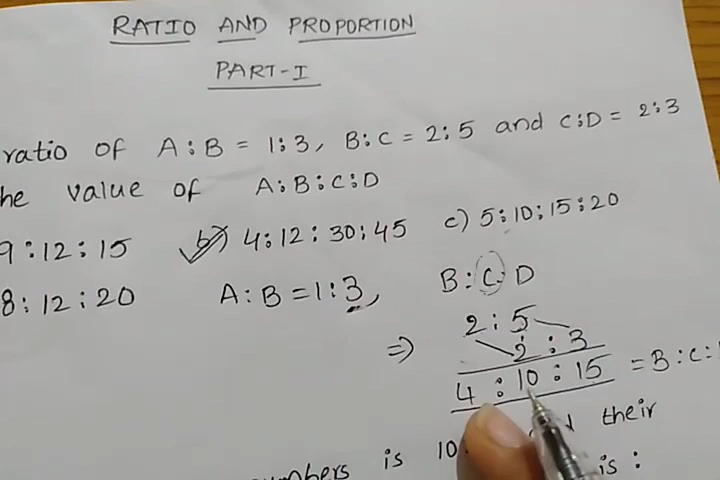 RATIO AND PROPORTION
PART-I
ratio of A:B = 1:3, B:C = 2:5 and C:D = 2:3
he value of A:B:C:D
9:12:15 b) 4:12:30:45 c) 5:10:15:20
8:12:20 A:B=1:3, B:C:D
2:5
=> 2:3
4:10:15 = B:C:
is 10 their
is: